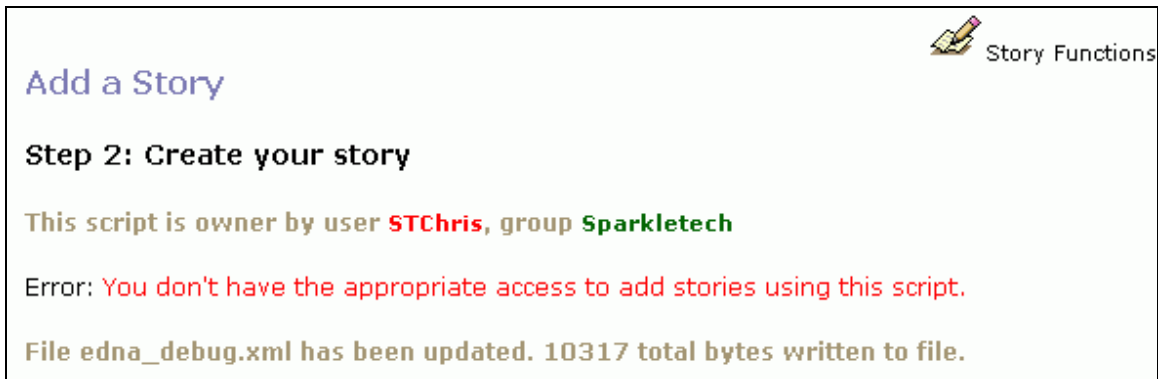 Story Functions
Add a Story
Step 2: Create your story
This script is owner by user STChris, group Sparkletech
Error: You don't have the appropriate access to add stories using this script.
File edna_debug.xml has been updated. 10317 total bytes written to file.